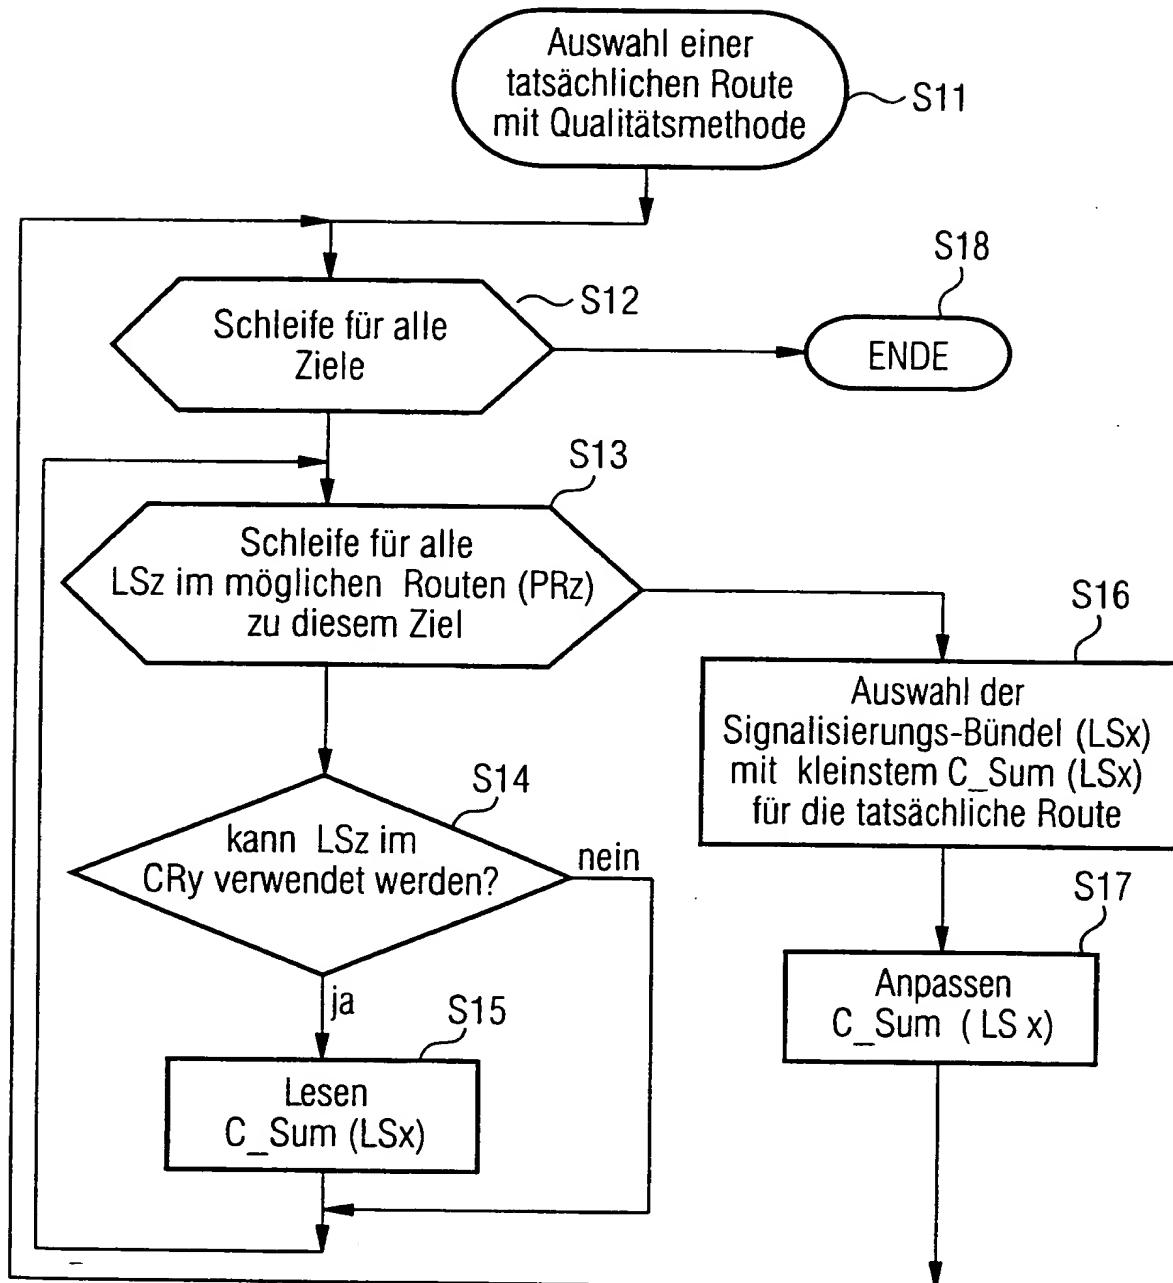 Auswahl einer
tatsächlichen Route
mit Qualitätsmethode
S11
S18
S12
Schleife für alle
Ziele
ENDE
S13
Schleife für alle
LSz im möglichen Routen (PRz)
zu diesem Ziel
S16
Auswahl der
Signalisierungs-Bündel (LSx)
mit kleinstem C_Sum (LSx)
für die tatsächliche Route
S14
kann LSz im
CRy verwendet werden?
nein
S17
Anpassen
C_Sum ( LS x)
ja
S15
Lesen
C_Sum (LSx)